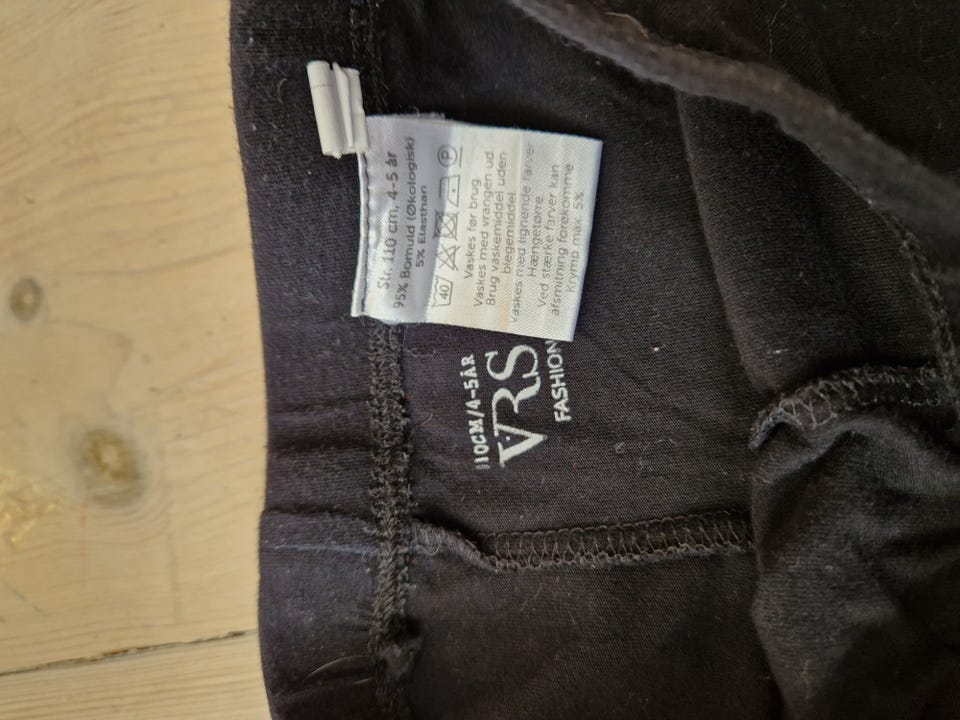 Str. 110 cm, 4-5 år
95% Bomuld (Økologisk)
5% Elasthan
40 P
Vaskes før brug.
Vaskes med vrangen ud.
Brug vaskemiddel uden
blegemiddel.
Vaskes med lignende farver
Hængetørre.
Ved stærke farver kan
afsmitning forekomme
Krymp max. 5%
110CM/4-5ÅR
VRS
FASHION